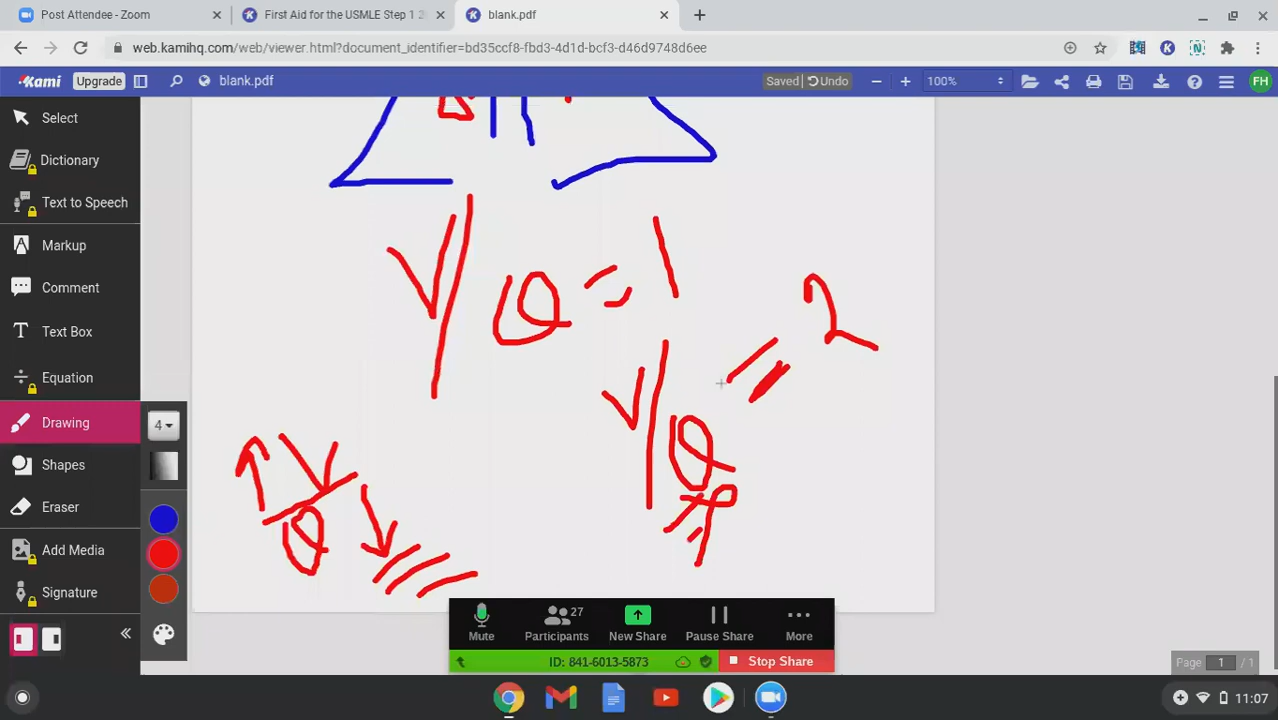 Post Attendee - Zoom
First Aid for the USMLE Step 1 2
blank.pdf
web.kamihq.com/web/viewer.html?document_identifier=bd35ccf8-fbd3-4d1d-bcf3-d46d9748d6ee
Kami Upgrade blank.pdf Saved Undo 100% FH
Select
Dictionary
Text to Speech
Markup
Comment
Text Box
Equation
Drawing 4
Shapes
Eraser
Add Media
Signature
V/Q = 1
V/Q = 2
V/Q
27
Mute Participants New Share Pause Share More
ID: 841-6013-5873 Stop Share
Page 1 / 1
11:07